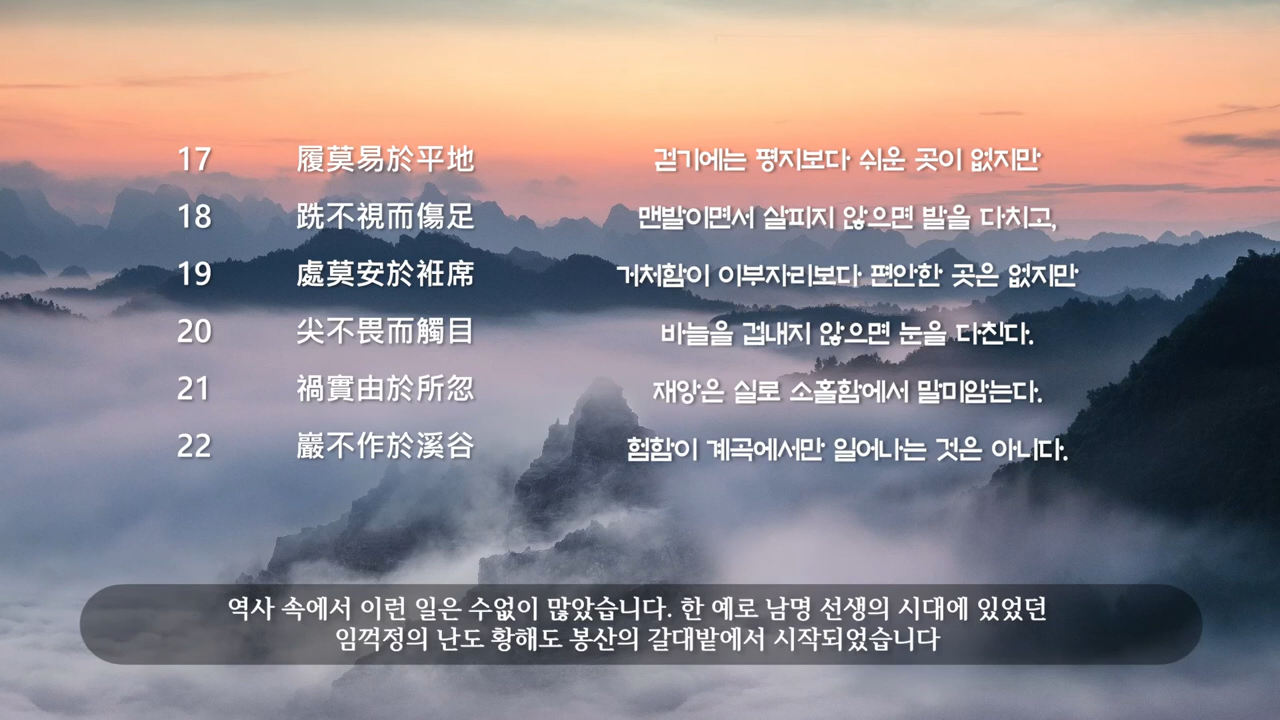 17 履莫易於平地 걷기에는 평지보다 쉬운 곳이 없지만
18 跣不視而傷足 맨발이면서 살피지 않으면 발을 다치고,
19 處莫安於袵席 거처함이 이부자리보다 편안한 곳은 없지만
20 尖不畏而觸目 바늘을 겁내지 않으면 눈을 다친다.
21 禍實由於所忽 재앙은 실로 소홀함에서 말미암는다.
22 巖不作於溪谷 험함이 계곡에서만 일어나는 것은 아니다.
역사 속에서 이런 일은 수없이 많았습니다. 한 예로 남명 선생의 시대에 있었던
임꺽정의 난도 황해도 봉산의 갈대밭에서 시작되었습니다